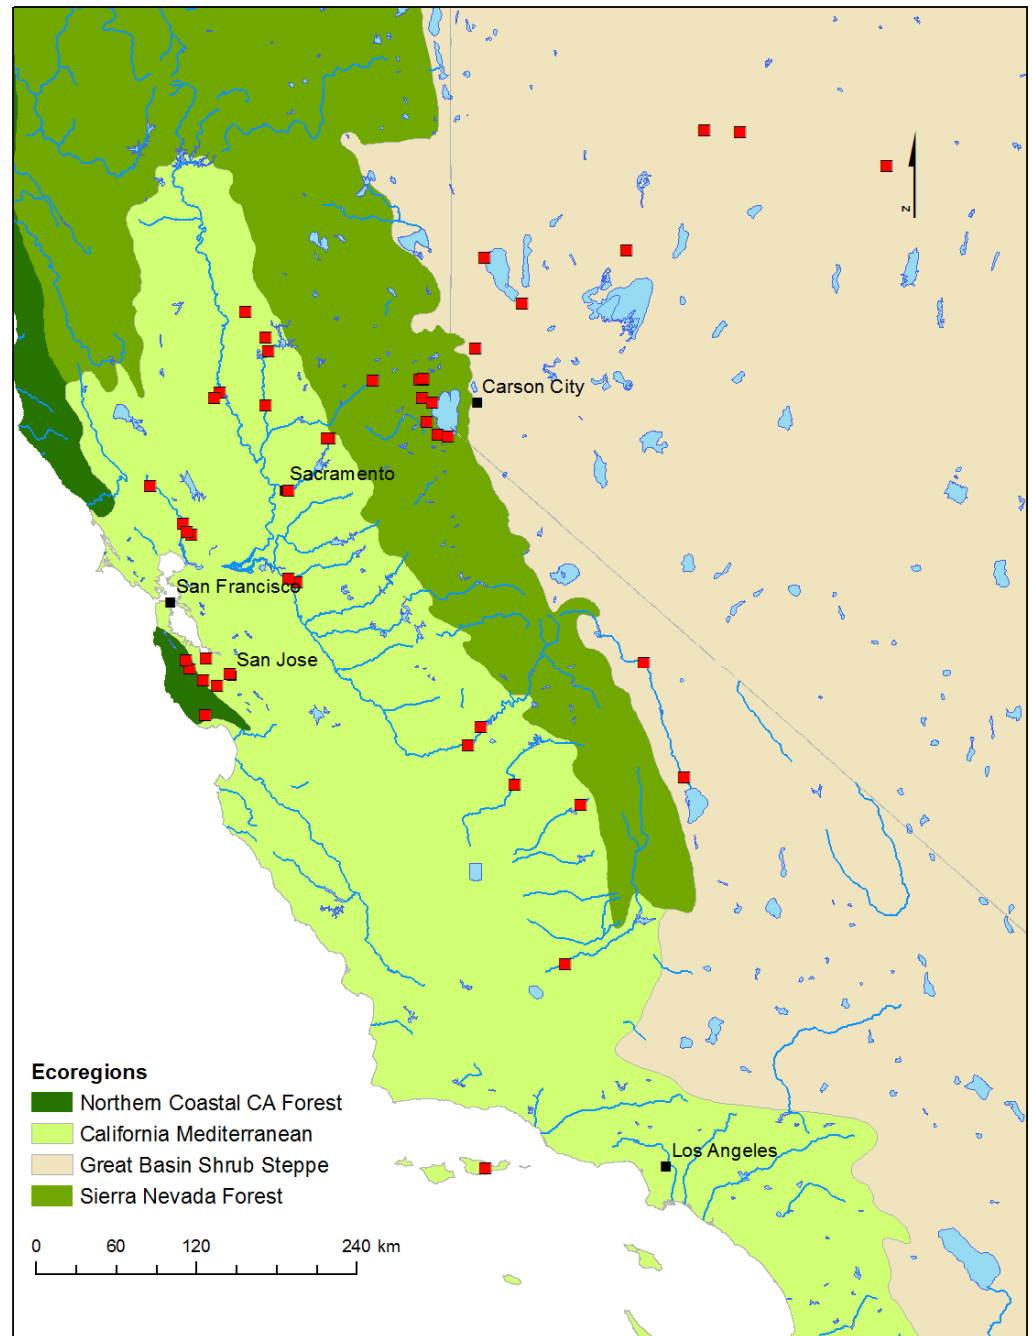 N
Carson City
Sacramento
San Francisco
San Jose
Ecoregions
Northern Coastal CA Forest
California Mediterranean
Great Basin Shrub Steppe
Sierra Nevada Forest
Los Angeles
0 60 120 240 km